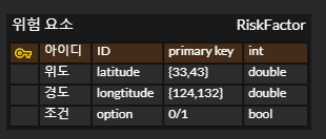 위험 요소 RiskFactor
아이디 ID primary key int
위도 latitude {33,43} double
경도 longtitude {124,132} double
조건 option 0/1 bool